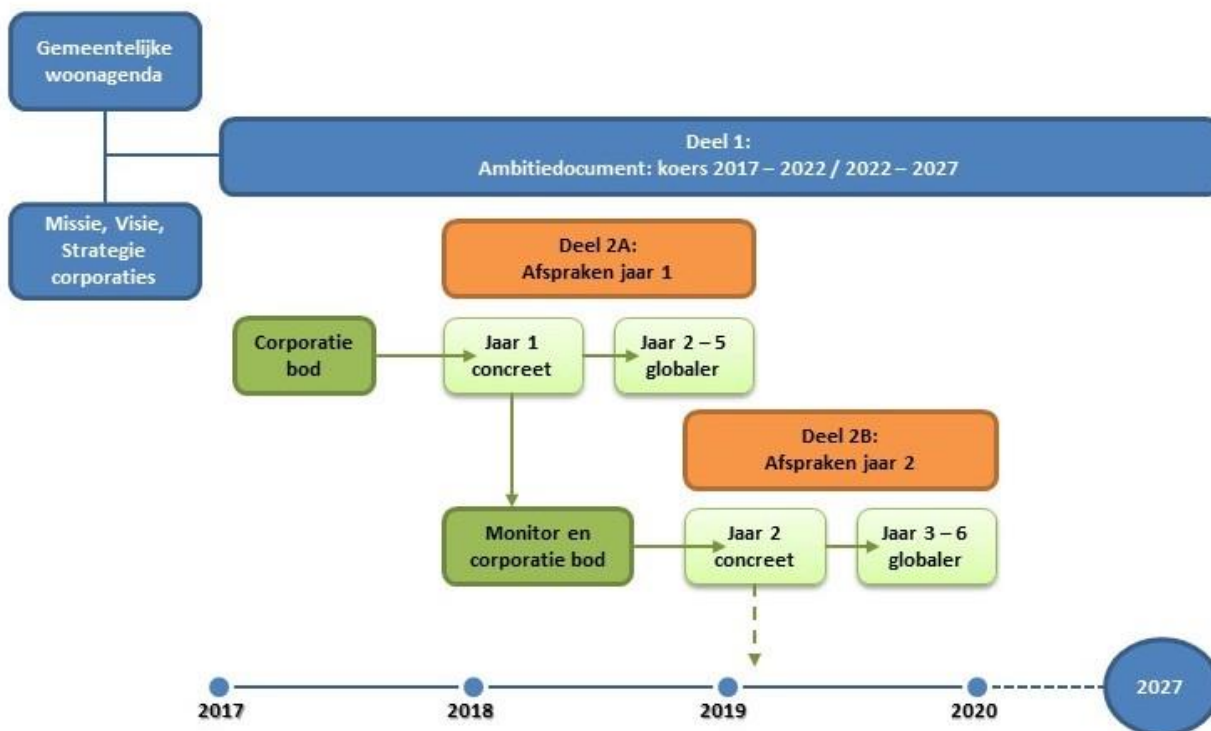 Gemeentelijke
woonagenda
Deel 1:
Ambitiedocument: koers 2017 – 2022 / 2022 – 2027
Missie, Visie,
Strategie
corporaties
Deel 2A:
Afspraken jaar 1
Corporatie
bod
Jaar 1
concreet
Jaar 2 – 5
globaler
Deel 2B:
Afspraken jaar 2
Monitor en
corporatie bod
Jaar 2
concreet
Jaar 3 – 6
globaler
2017
2018
2019
2020
2027